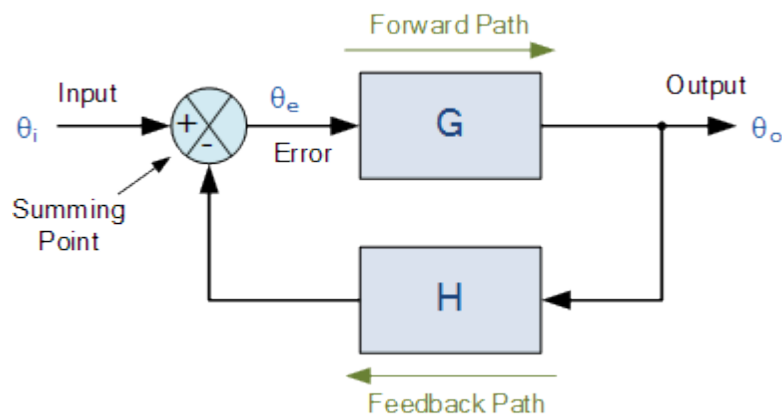 Forward Path
Input
θi
+
-
θe
Error
G
Output
θo
Summing
Point
H
Feedback Path